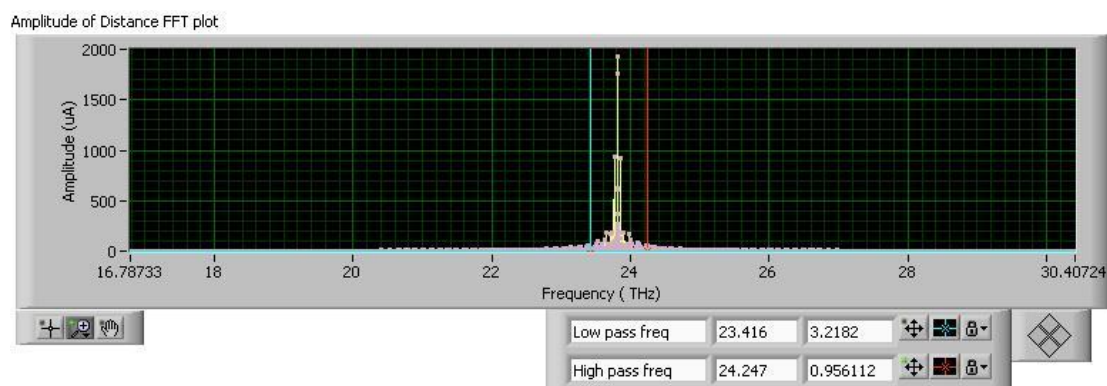 Amplitude of Distance FFT plot
2000
1500
1000
500
0
Amplitude (uA)
16.78733 18 20 22 24 26 28 30.40724
Frequency ( THz)
Low pass freq 23.416 3.2182
High pass freq 24.247 0.956112